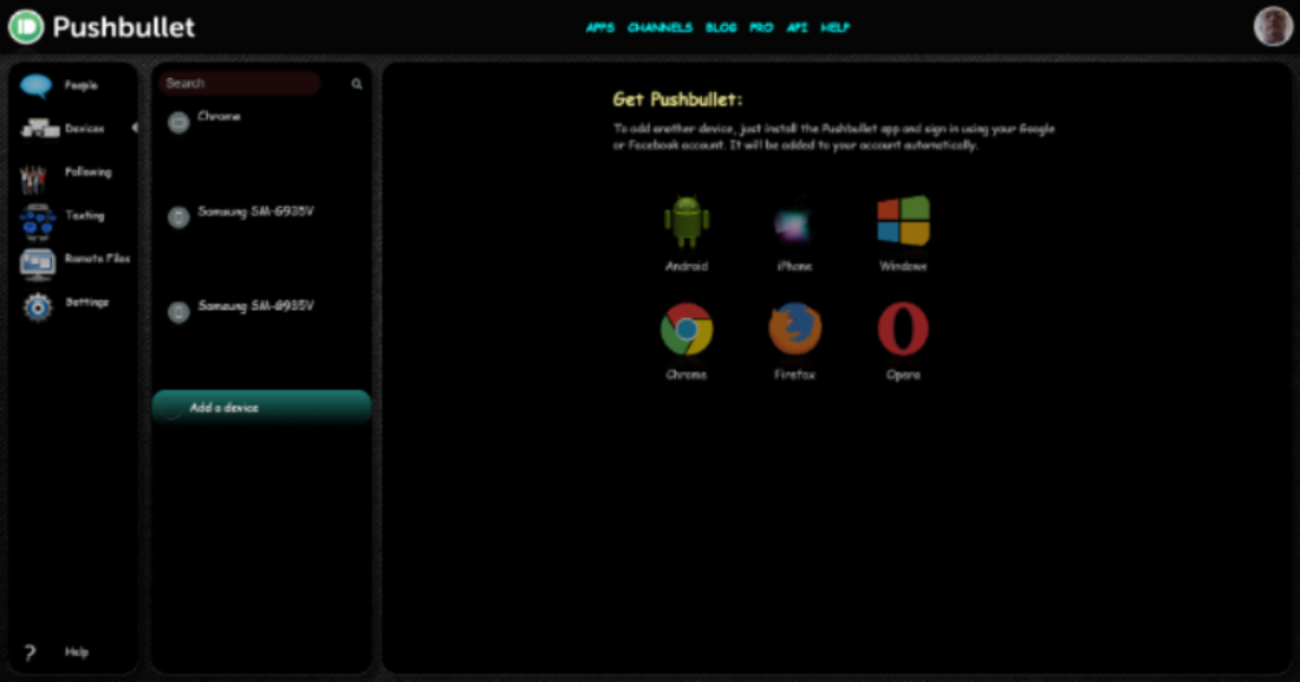 Pushbullet
APPS CHANNELS BLOG PRO API HELP
People
Devices
Following
Texting
Remote Files
Settings
Help
Search
Chrome
Samsung SM-G935V
Samsung SM-G935V
Add a device
Get Pushbullet:
To add another device, just install the Pushbullet app and sign in using your Google
or Facebook account. It will be added to your account automatically.
Android iPhone Windows
Chrome Firefox Opera